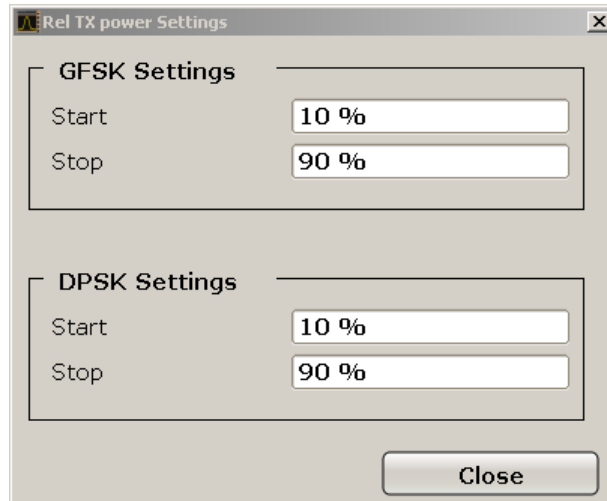 Rel TX power Settings
GFSK Settings
Start 10 %
Stop 90 %
DPSK Settings
Start 10 %
Stop 90 %
Close